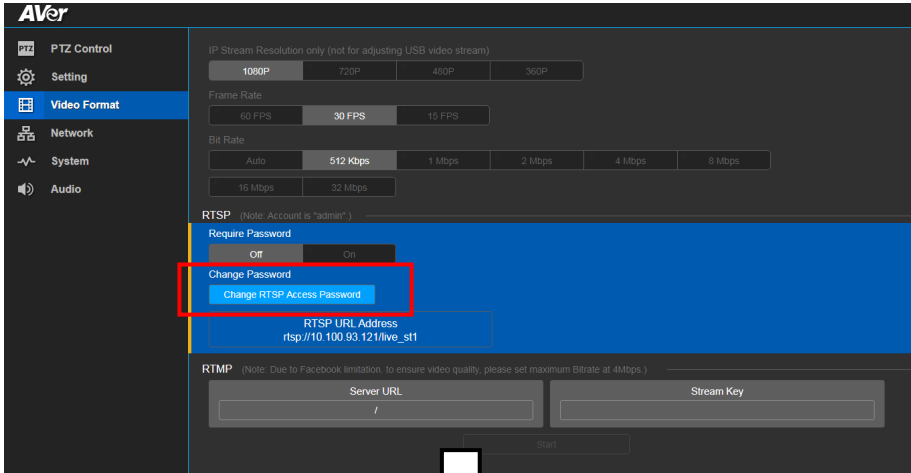 AVer
PTZ PTZ Control
Setting
Video Format
Network
System
Audio
IP Stream Resolution only (not for adjusting USB video stream)
1080P 720P 480P 360P
Frame Rate
60 FPS 30 FPS 15 FPS
Bit Rate
Auto 512 Kbps 1 Mbps 2 Mbps 4 Mbps 8 Mbps
16 Mbps 32 Mbps
RTSP (Note: Account is "admin".)
Require Password
Off On
Change Password
Change RTSP Access Password
RTSP URL Address
rtsp://10.100.93.121/live_st1
RTMP (Note: Due to Facebook limitation. to ensure video quality, please set maximum Bitrate at 4Mbps.)
Server URL Stream Key
/
Start